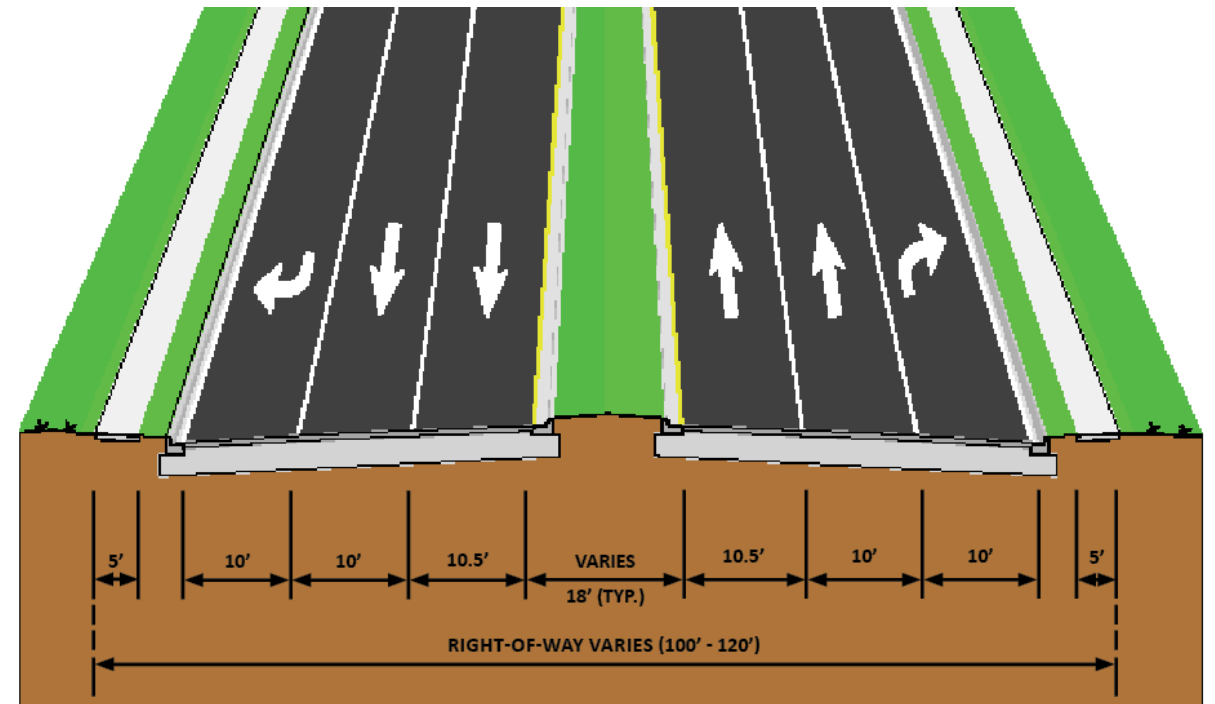 5’
10’
10’
10.5’
VARIES
18’ (TYP.)
10.5’
10’
10’
5’
RIGHT-OF-WAY VARIES (100’ - 120’)